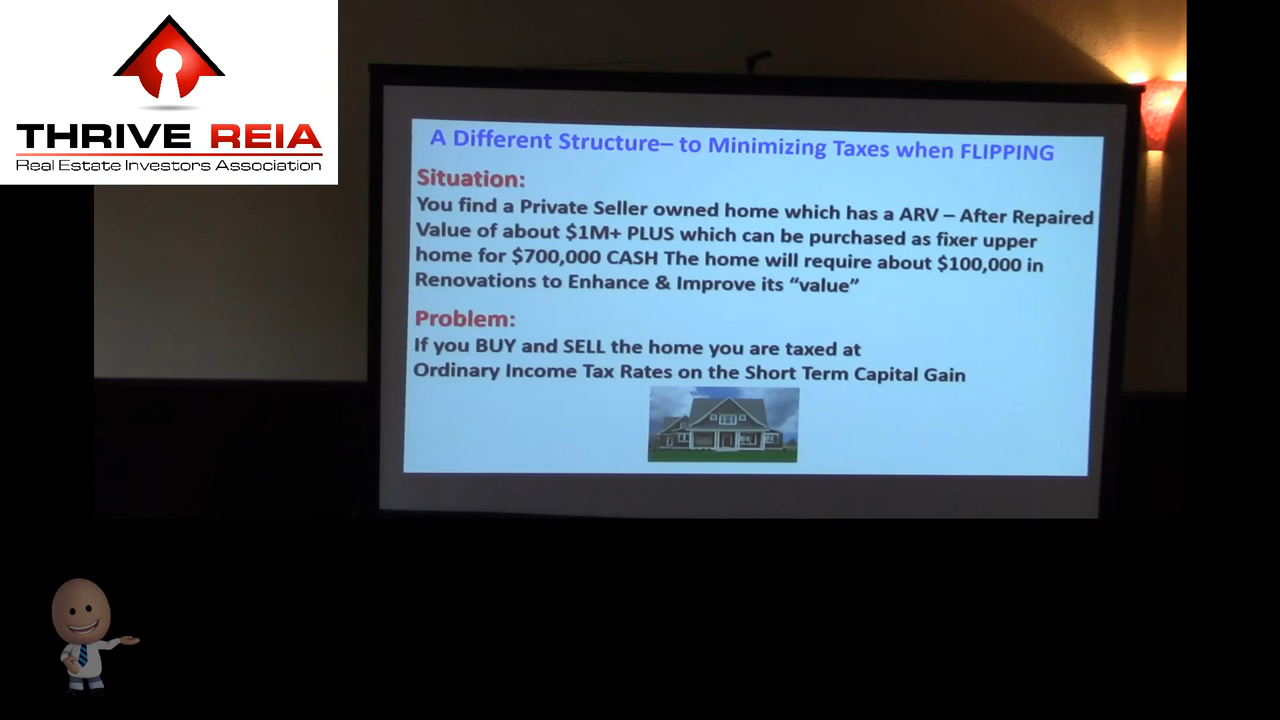 THRIVE REIA
Real Estate Investors Association
A Different Structure– to Minimizing Taxes when FLIPPING
Situation:
You find a Private Seller owned home which has a ARV – After Repaired
Value of about $1M+ PLUS which can be purchased as fixer upper
home for $700,000 CASH The home will require about $100,000 in
Renovations to Enhance & Improve its “value”
Problem:
If you BUY and SELL the home you are taxed at
Ordinary Income Tax Rates on the Short Term Capital Gain